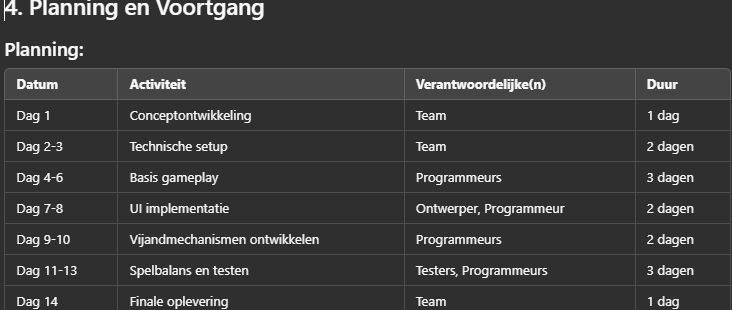 4. Planning en Voortgang
Planning:
Datum Activiteit Verantwoordelijke(n) Duur
Dag 1 Conceptontwikkeling Team 1 dag
Dag 2-3 Technische setup Team 2 dagen
Dag 4-6 Basis gameplay Programmeurs 3 dagen
Dag 7-8 UI implementatie Ontwerper, Programmeur 2 dagen
Dag 9-10 Vijandmechanismen ontwikkelen Programmeurs 2 dagen
Dag 11-13 Spelbalans en testen Testers, Programmeurs 3 dagen
Dag 14 Finale oplevering Team 1 dag